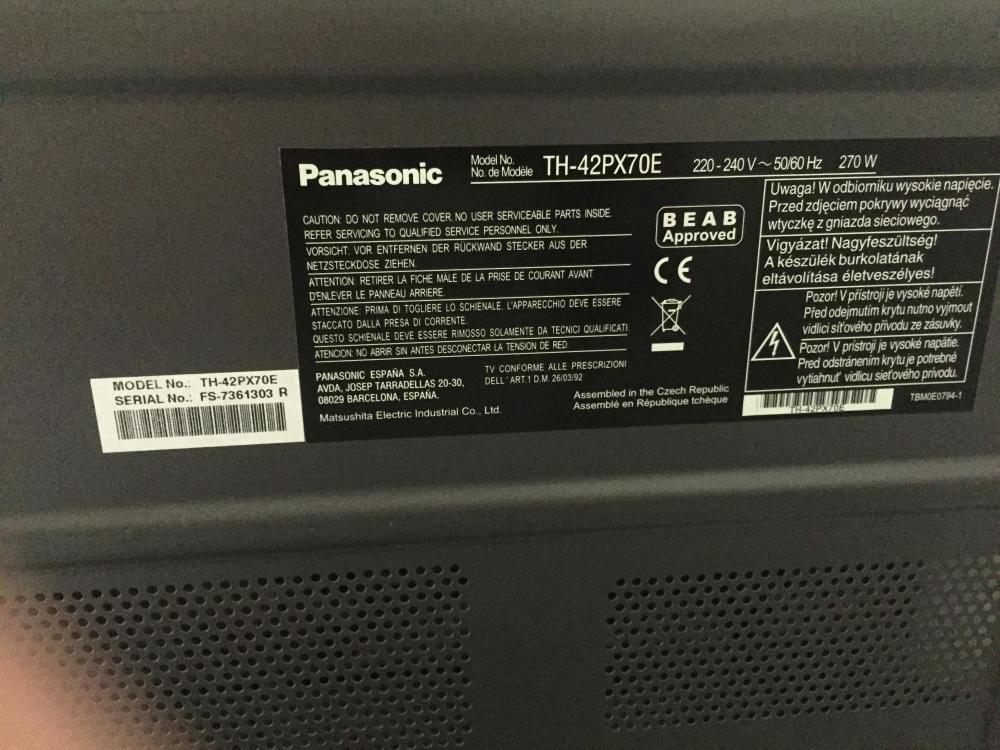 Panasonic
Model No.
No. de Modèle
TH-42PX70E 220 - 240 V ~ 50/60 Hz 270 W
CAUTION: DO NOT REMOVE COVER. NO USER SERVICEABLE PARTS INSIDE.
REFER SERVICING TO QUALIFIED SERVICE PERSONNEL ONLY.
VORSICHT: VOR ENTFERNEN DER RÜCKWAND STECKER AUS DER
NETZSTECKDOSE ZIEHEN.
ATTENTION: RETIRER LA FICHE MALE DE LA PRISE DE COURANT AVANT
D'ENLEVER LE PANNEAU ARRIERE.
ATTENZIONE: PRIMA DI TOGLIERE LO SCHIENALE. L'APPARECCHIO DEVE ESSERE
STACCATO DALLA PRESA DI CORRENTE.
QUESTO SCHIENALE DEVE ESSERE RIMOSSO SOLAMENTE DA TECNICI QUALIFICATI.
ATENCION: NO ABRIR SIN ANTES DESCONECTAR LA TENSION DE RED.
PANASONIC ESPAÑA S.A.
AVDA, JOSEP TARRADELLAS 20-30,
08029 BARCELONA, ESPAÑA.
Matsushita Electric Industrial Co., Ltd.
TV CONFORME ALLE PRESCRIZIONI
DELL' ART.1 D.M. 26/03/92
BEAB
Approved
CE
Assembled in the Czech Republic
Assemblé en République tchèque
Uwaga! W odbiorniku wysokie napięcie.
Przed zdjęciem pokrywy wyciągnąć
wtyczkę z gniazda sieciowego.
Vigyázat! Nagyfeszültség!
A készülék burkolatának
eltávolítása életveszélyes!
Pozor! V přístroji je vysoké napětí.
Před odejmutím krytu nutno vyjmout
vidlici síťového přívodu ze zásuvky.
Pozor! V prístroji je vysoké napätie.
Pred odstránením krytu je potrebné
vytiahnuť vidlicu sieťového prívodu.
TH-42PX70E
TBM0E0794-1
MODEL No.: TH-42PX70E
SERIAL No.: FS-7361303 R